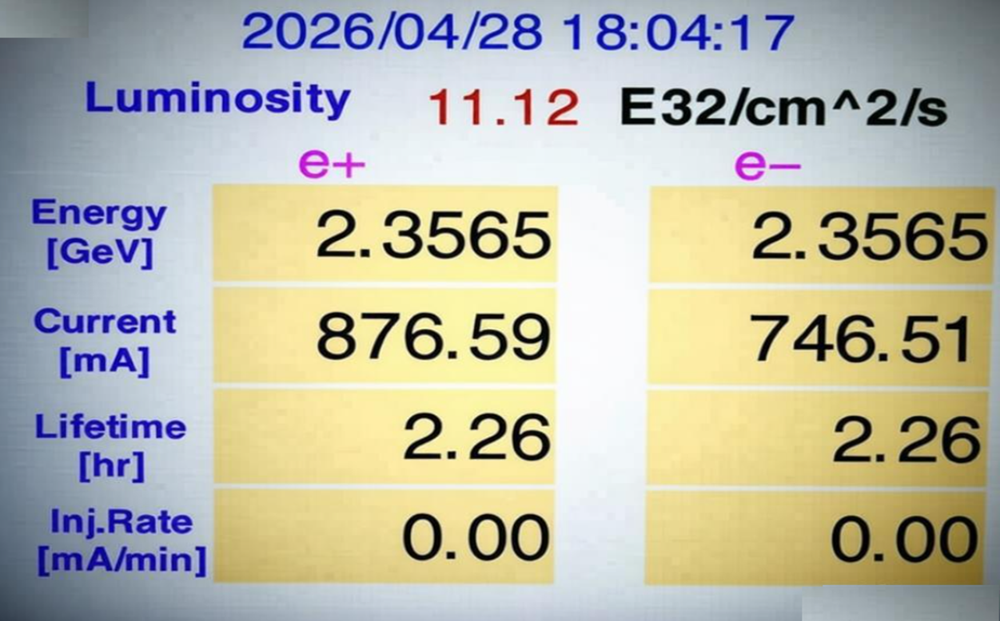 2026/04/28 18:04:17
Luminosity 11.12 E32/cm^2/s
e+ e−
Energy [GeV] 2.3565 2.3565
Current [mA] 876.59 746.51
Lifetime [hr] 2.26 2.26
Inj.Rate [mA/min] 0.00 0.00